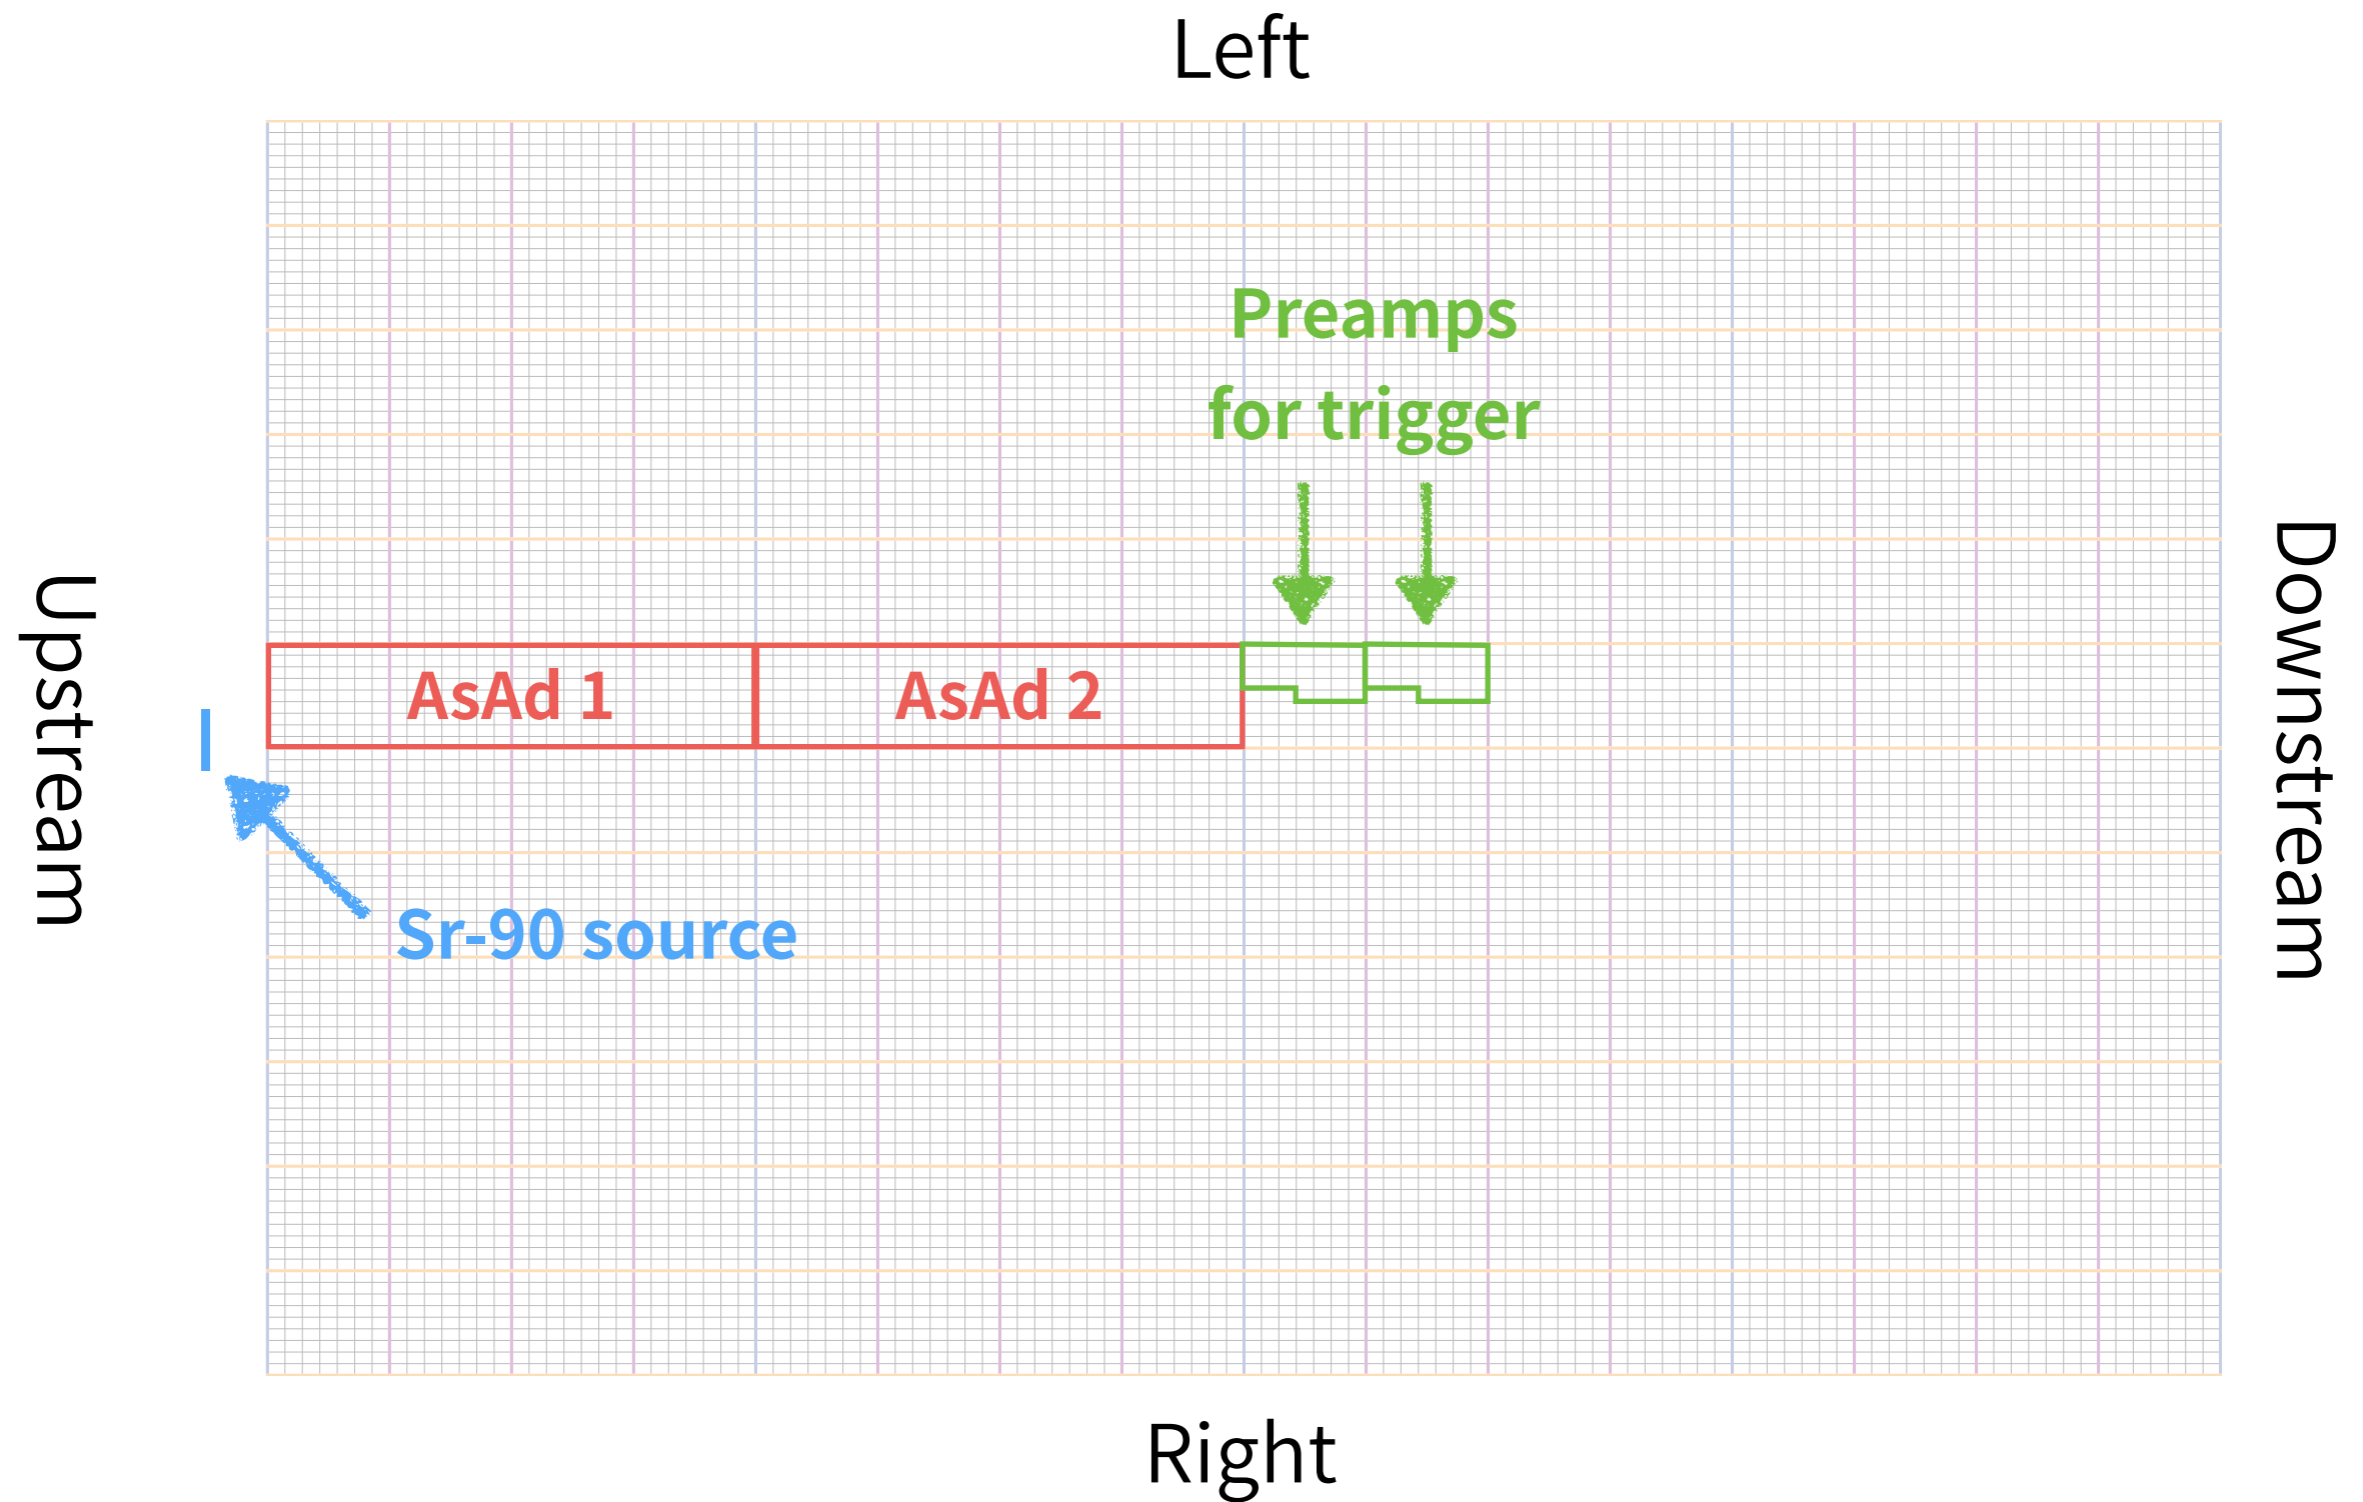 Left
Preamps
for trigger
Upstream
Downstream
AsAd 1
AsAd 2
Sr-90 source
Right